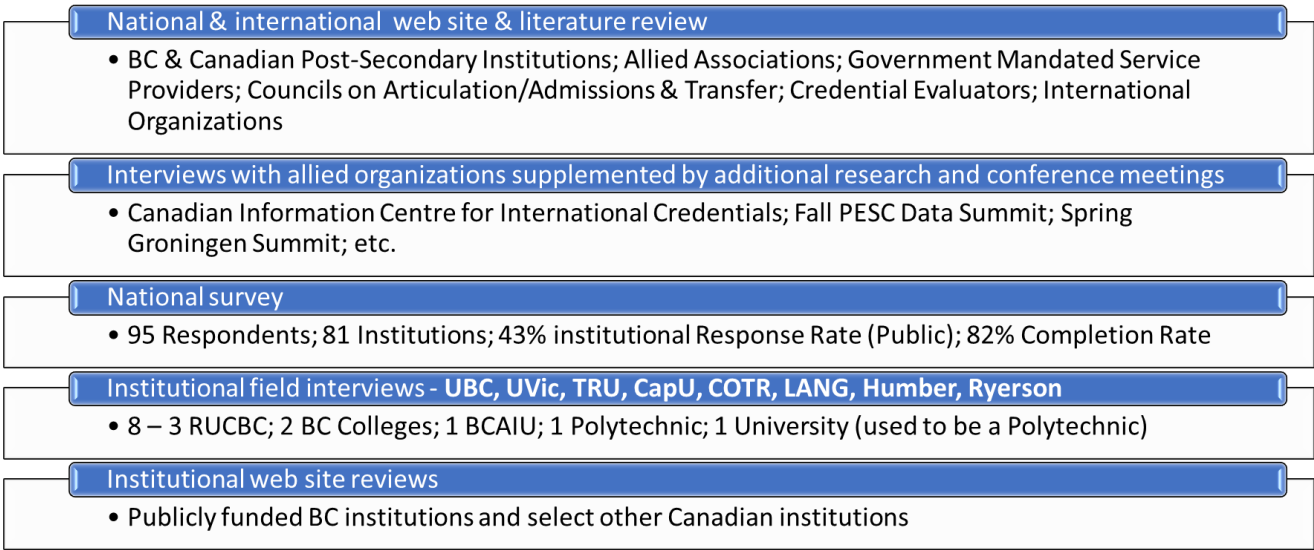 National & international web site & literature review
• BC & Canadian Post-Secondary Institutions; Allied Associations; Government Mandated Service
Providers; Councils on Articulation/Admissions & Transfer; Credential Evaluators; International
Organizations
Interviews with allied organizations supplemented by additional research and conference meetings
• Canadian Information Centre for International Credentials; Fall PESC Data Summit; Spring
Groningen Summit; etc.
National survey
• 95 Respondents; 81 Institutions; 43% institutional Response Rate (Public); 82% Completion Rate
Institutional field interviews - UBC, UVic, TRU, CapU, COTR, LANG, Humber, Ryerson
• 8 – 3 RUCBC; 2 BC Colleges; 1 BCAIU; 1 Polytechnic; 1 University (used to be a Polytechnic)
Institutional web site reviews
• Publicly funded BC institutions and select other Canadian institutions